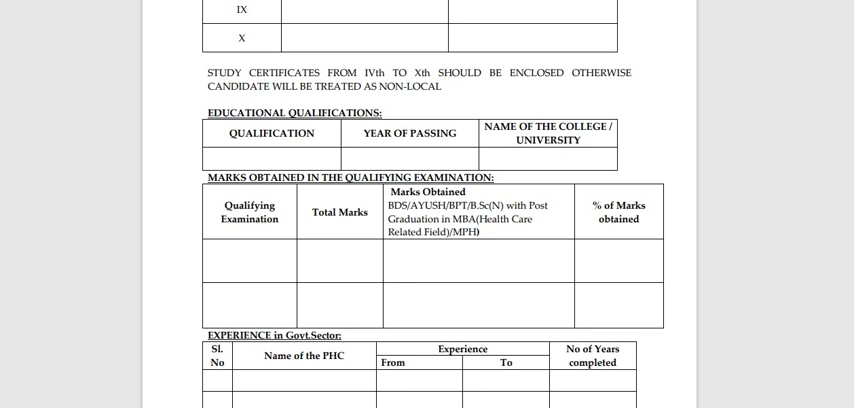 IX
X
STUDY CERTIFICATES FROM IVth TO Xth SHOULD BE ENCLOSED OTHERWISE
CANDIDATE WILL BE TREATED AS NON-LOCAL
EDUCATIONAL QUALIFICATIONS:
QUALIFICATION YEAR OF PASSING NAME OF THE COLLEGE /
UNIVERSITY
MARKS OBTAINED IN THE QUALIFYING EXAMINATION:
Qualifying
Examination
Total Marks
Marks Obtained
BDS/AYUSH/BPT/B.Sc(N) with Post
Graduation in MBA(Health Care
Related Field)/MPH)
% of Marks
obtained
EXPERIENCE in Govt.Sector:
Sl.
No
Name of the PHC
Experience
From To
No of Years
completed